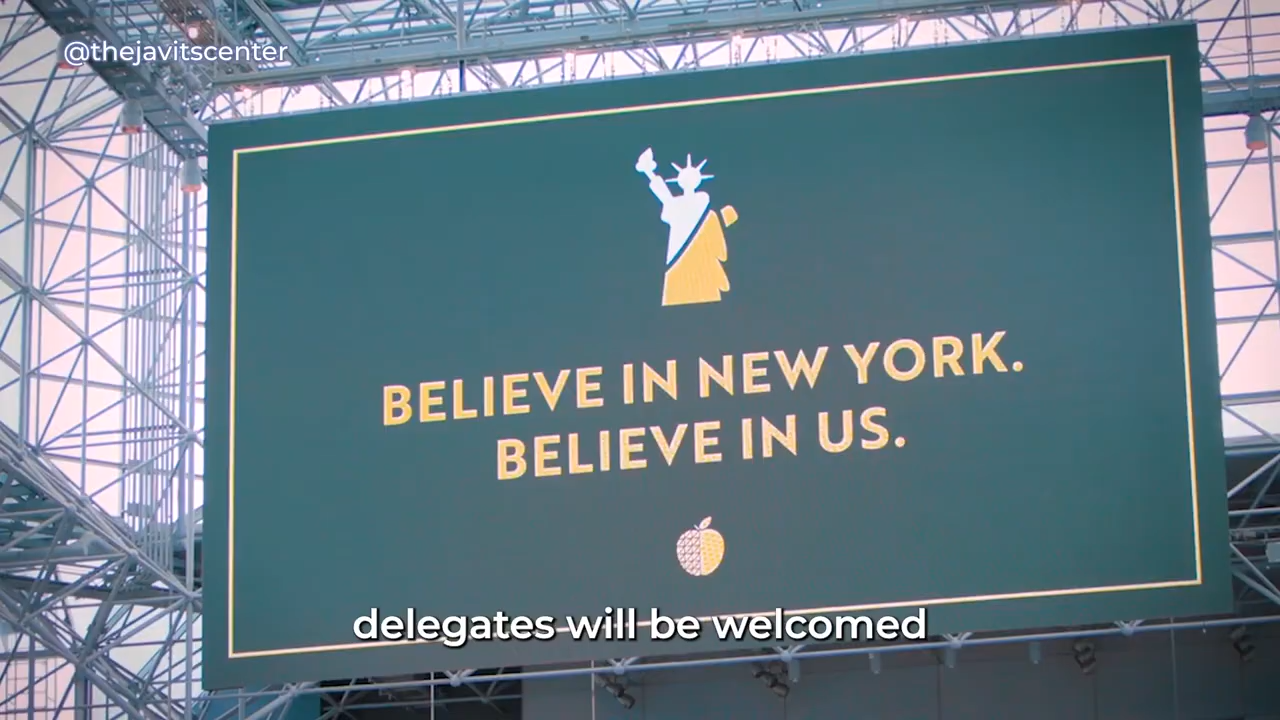 @thejavitscenter
BELIEVE IN NEW YORK.
BELIEVE IN US.
delegates will be welcomed